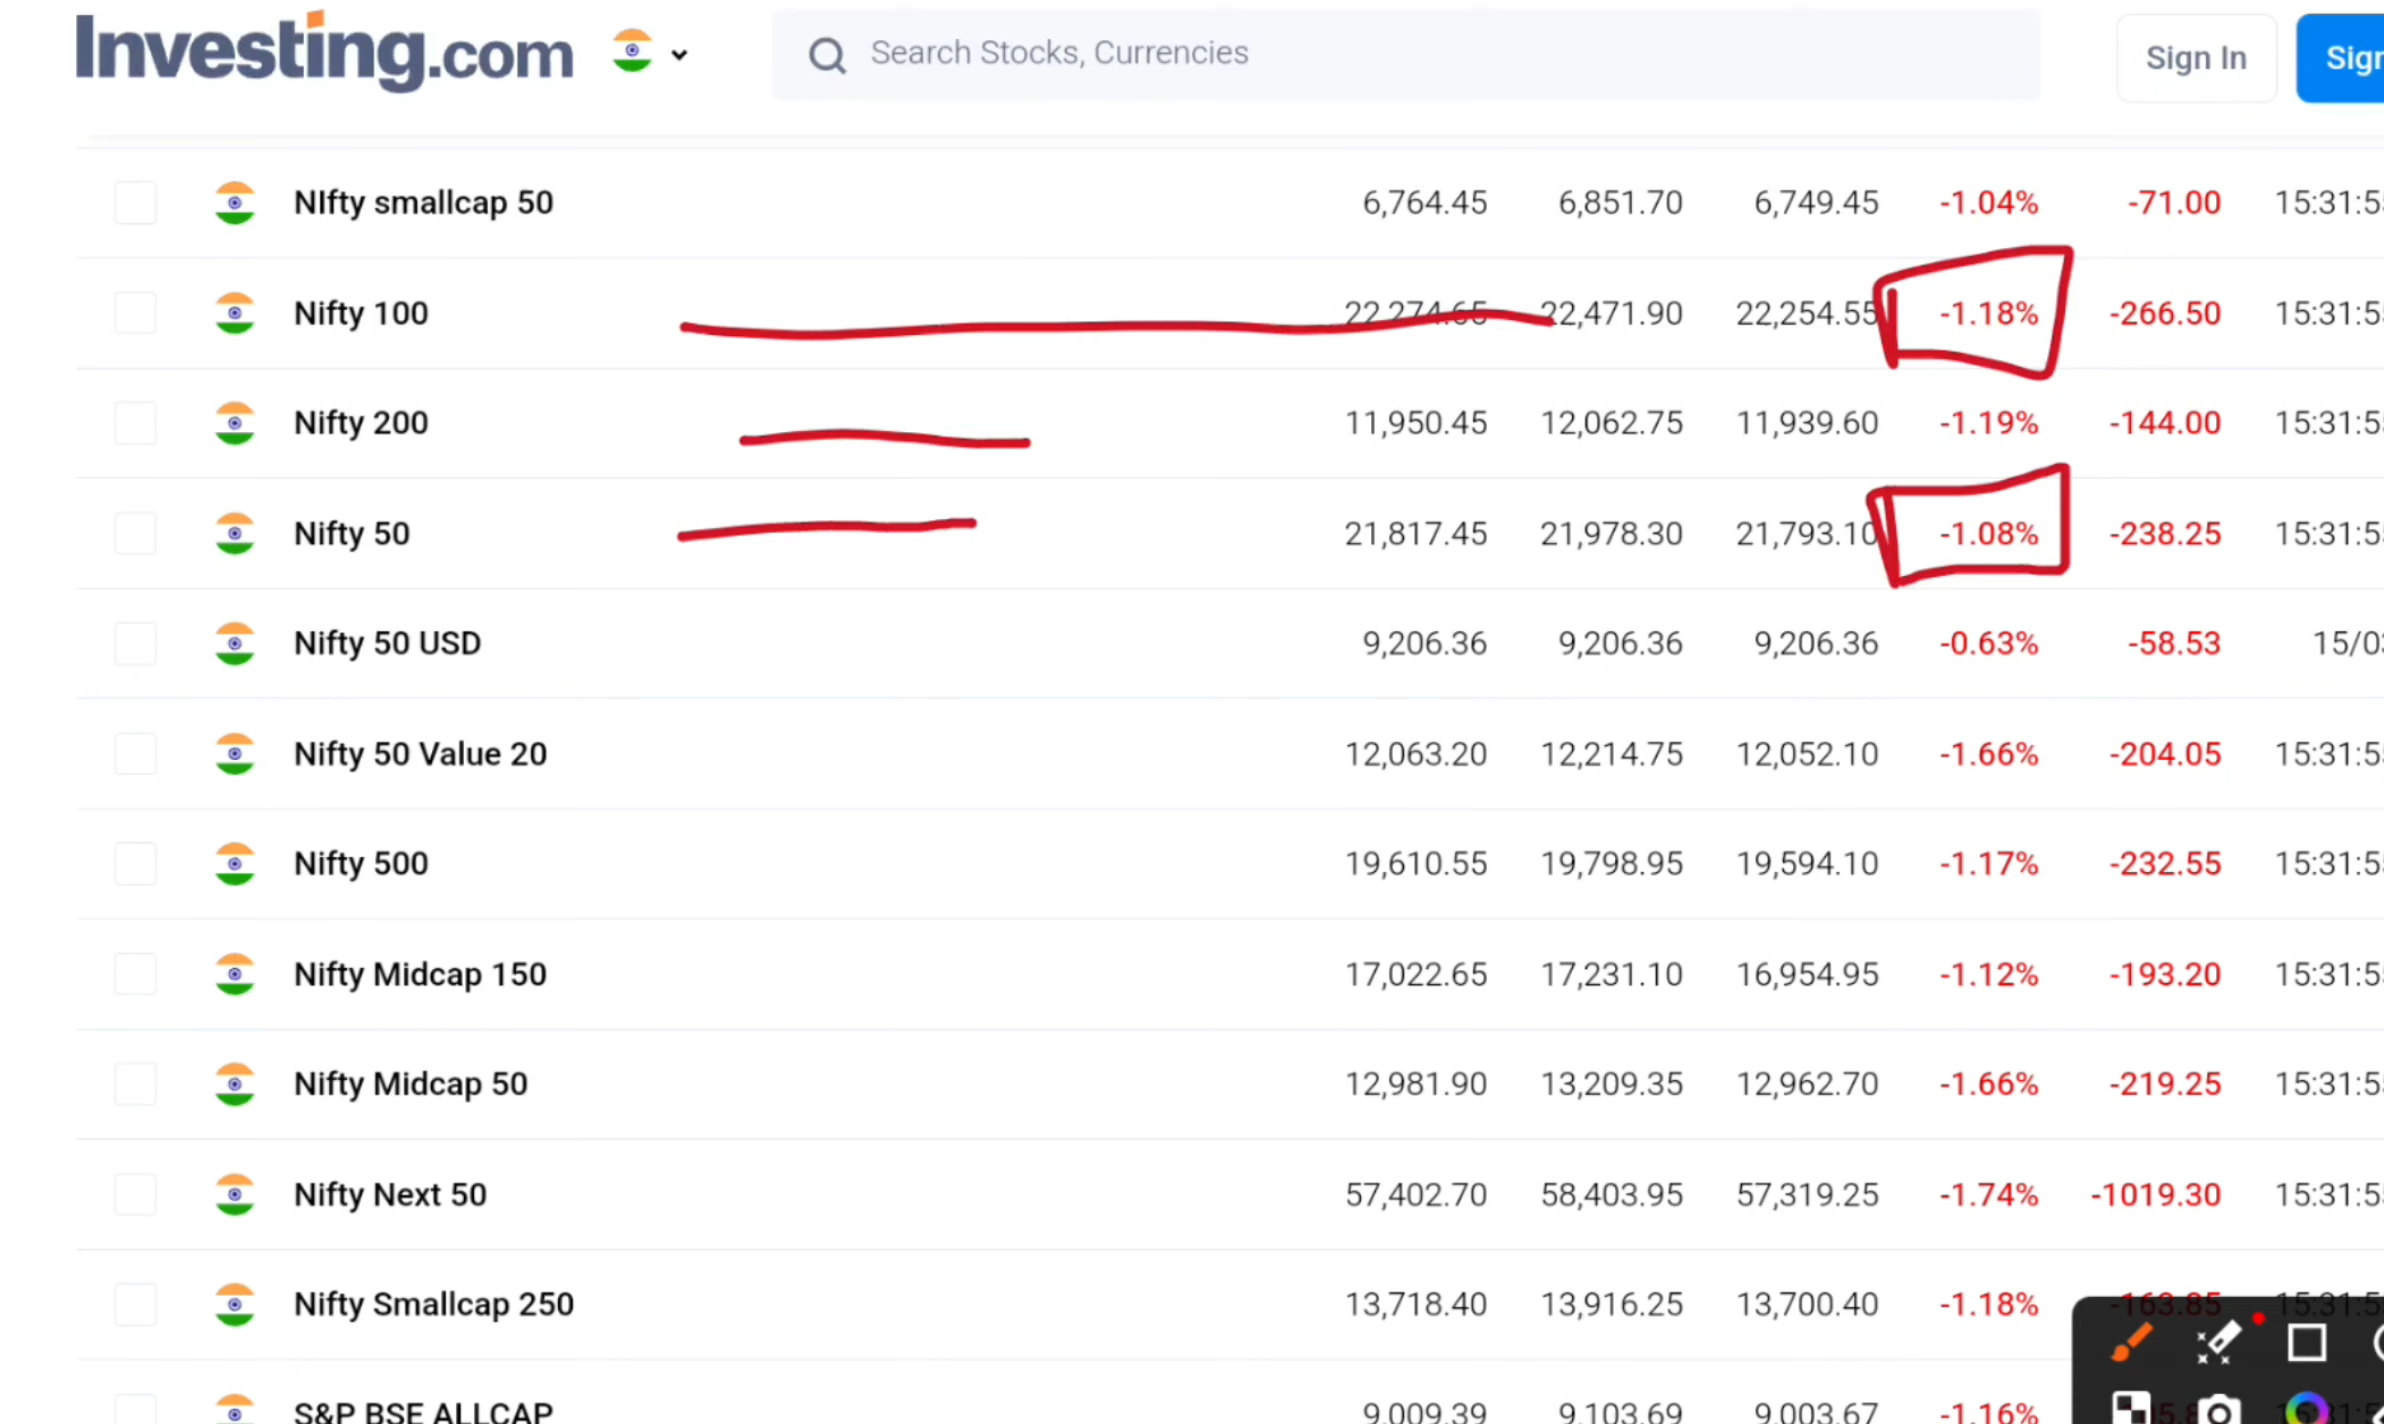 Investing.com Search Stocks, Currencies Sign In Sign
NIfty smallcap 50 6,764.45 6,851.70 6,749.45 -1.04% -71.00 15:31:5
Nifty 100 22,274.65 22,471.90 22,254.55 -1.18% -266.50 15:31:5
Nifty 200 11,950.45 12,062.75 11,939.60 -1.19% -144.00 15:31:5
Nifty 50 21,817.45 21,978.30 21,793.10 -1.08% -238.25 15:31:5
Nifty 50 USD 9,206.36 9,206.36 9,206.36 -0.63% -58.53 15/0
Nifty 50 Value 20 12,063.20 12,214.75 12,052.10 -1.66% -204.05 15:31:5
Nifty 500 19,610.55 19,798.95 19,594.10 -1.17% -232.55 15:31:5
Nifty Midcap 150 17,022.65 17,231.10 16,954.95 -1.12% -193.20 15:31:5
Nifty Midcap 50 12,981.90 13,209.35 12,962.70 -1.66% -219.25 15:31:5
Nifty Next 50 57,402.70 58,403.95 57,319.25 -1.74% -1019.30 15:31:5
Nifty Smallcap 250 13,718.40 13,916.25 13,700.40 -1.18% -163.85 15:31:5
S&P BSE ALLCAP 9,009.39 9,103.69 9,003.67 -1.16%